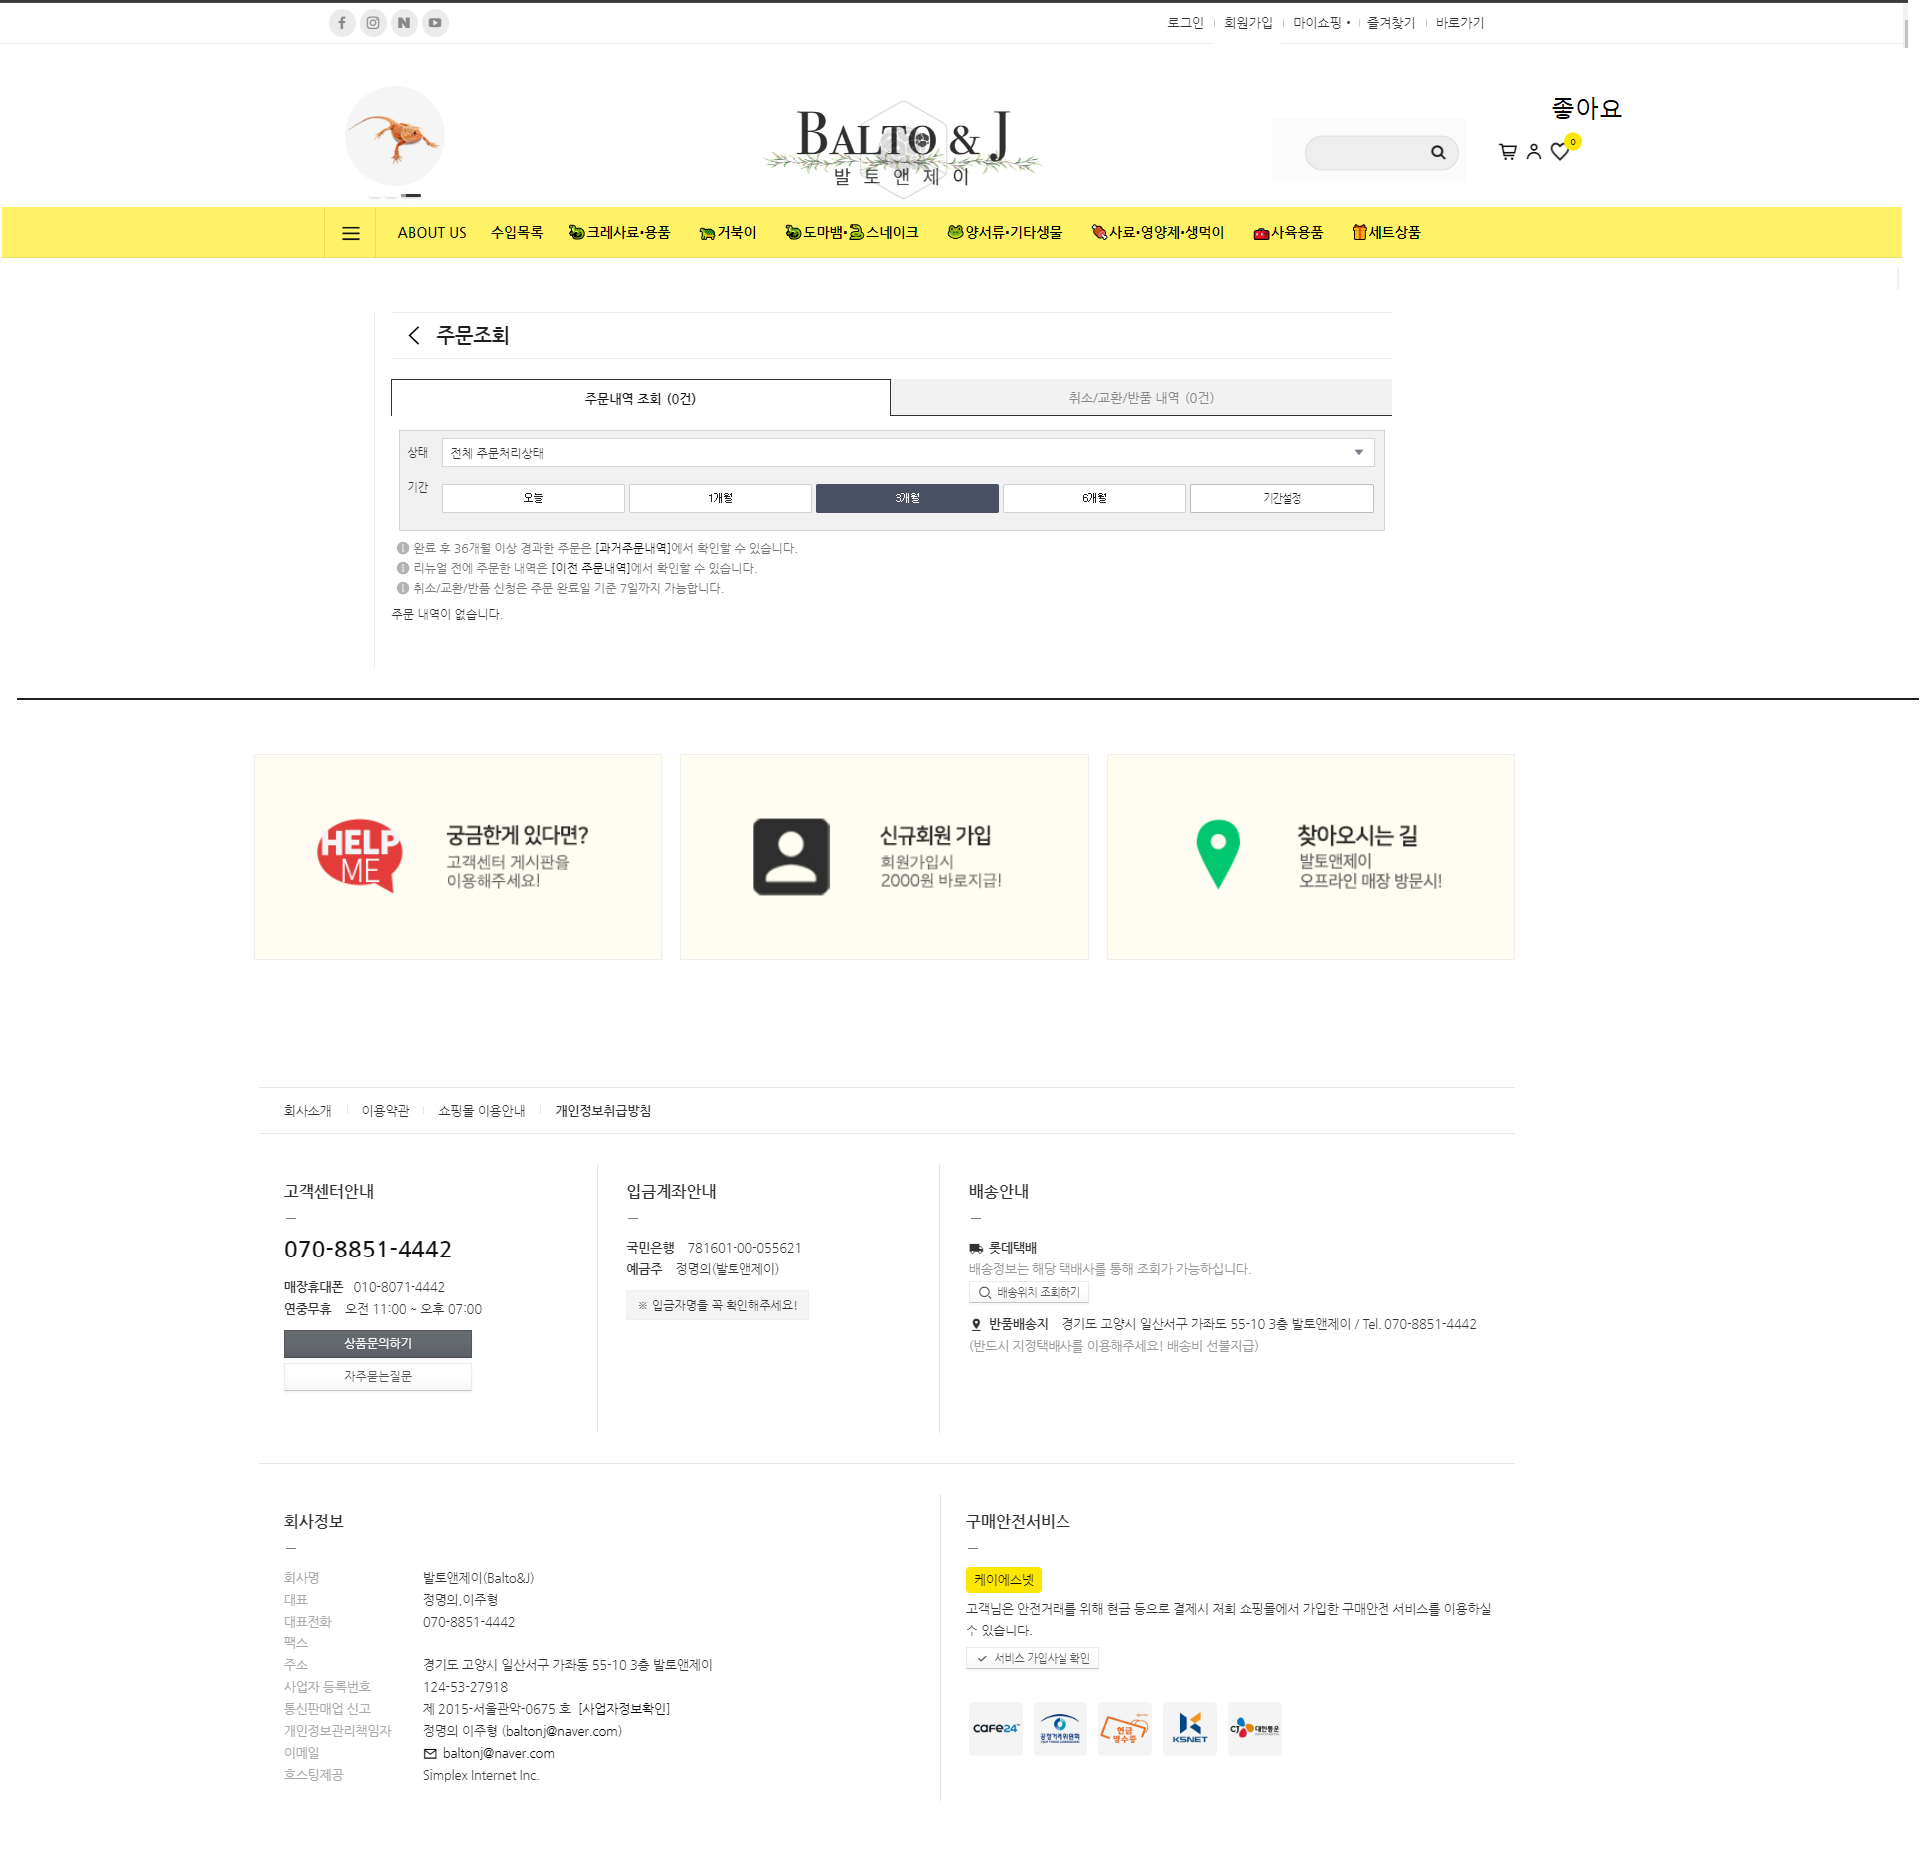 로그인 회원가입 마이쇼핑 • 즐겨찾기 바로가기
좋아요
BALTO & J
발토앤제이
0
ABOUT US 수입목록 크레사료•용품 거북이 도마뱀•스네이크 양서류•기타생물 사료•영양제•생먹이 사육용품 세트상품
주문조회
주문내역 조회 (0건) 취소/교환/반품 내역 (0건)
상태 전체 주문처리상태
기간 오늘 1개월 3개월 6개월 기간설정
완료 후 36개월 이상 경과한 주문은 [과거주문내역]에서 확인할 수 있습니다.
리뉴얼 전에 주문한 내역은 [이전 주문내역]에서 확인할 수 있습니다.
취소/교환/반품 신청은 주문 완료일 기준 7일까지 가능합니다.
주문 내역이 없습니다.
HELP
ME
궁금한게 있다면?
고객센터 게시판을
이용해주세요!
신규회원 가입
회원가입시
2000원 바로지급!
찾아오시는 길
발토앤제이
오프라인 매장 방문시!
회사소개 이용약관 쇼핑몰 이용안내 개인정보취급방침
고객센터안내
070-8851-4442
매장휴대폰 010-8071-4442
연중무휴 오전 11:00 ~ 오후 07:00
상품문의하기
자주묻는질문
입금계좌안내
국민은행 781601-00-055621
예금주 정명의(발토앤제이)
※ 입금자명을 꼭 확인해주세요!
배송안내
롯데택배
배송정보는 해당 택배사를 통해 조회가 가능하십니다.
배송위치 조회하기
반품배송지 경기도 고양시 일산서구 가좌도 55-10 3층 발토앤제이 / Tel. 070-8851-4442
(반드시 지정택배사를 이용해주세요! 배송비 선불지급)
회사정보
회사명 발토앤제이(Balto&J)
대표 정명의,이주형
대표전화 070-8851-4442
팩스
주소 경기도 고양시 일산서구 가좌동 55-10 3층 발토앤제이
사업자 등록번호 124-53-27918
통신판매업 신고 제 2015-서울관악-0675 호 [사업자정보확인]
개인정보관리책임자 정명의 이주형 (baltonj@naver.com)
이메일 baltonj@naver.com
호스팅제공 Simplex Internet Inc.
구매안전서비스
케이에스넷
고객님은 안전거래를 위해 현금 등으로 결제시 저희 쇼핑몰에서 가입한 구매안전 서비스를 이용하실
수 있습니다.
서비스 가입사실 확인
cafe24
공정거래위원회
현금
영수증
KSNET
CJ 대한통운